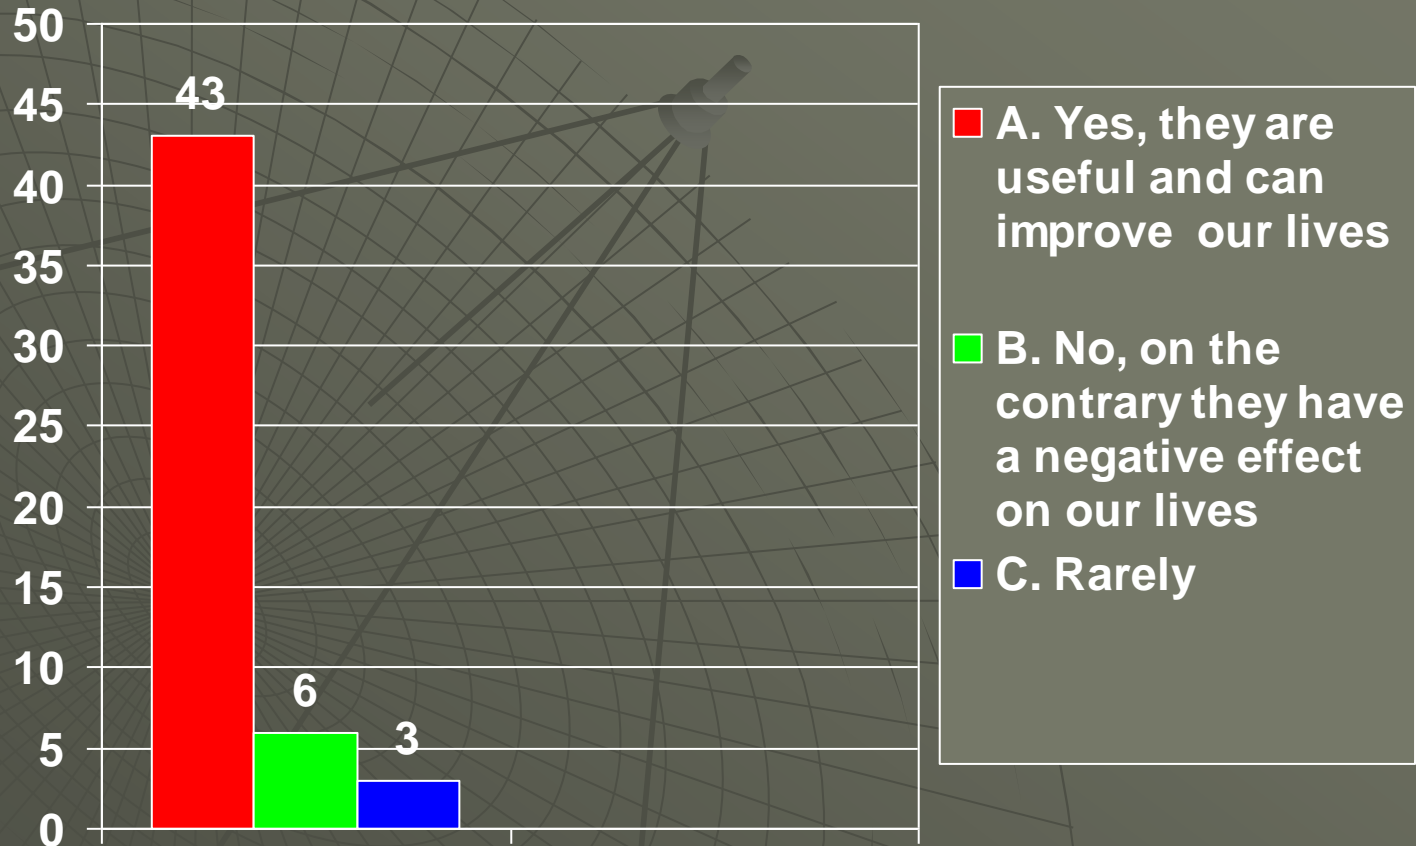 50
45
40
35
30
25
20
15
10
5
0
43
6
3
A. Yes, they are
useful and can
improve  our lives
B. No, on the
contrary they have
a negative effect
on our lives
C. Rarely